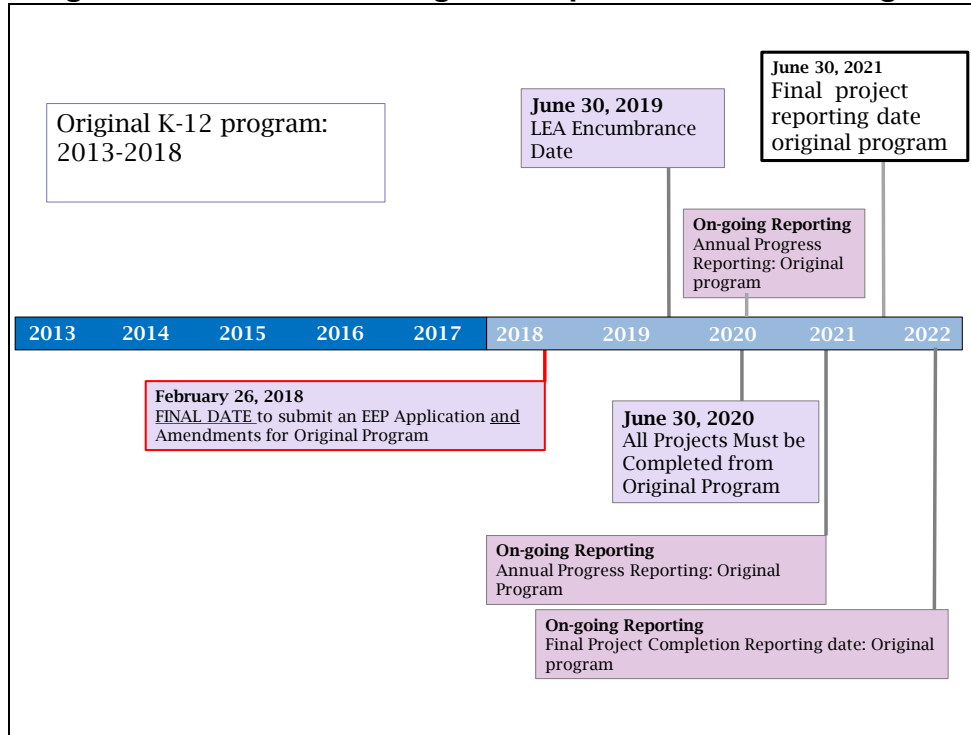 Original K-12 program:
2013-2018
June 30, 2019
LEA Encumbrance
Date
June 30, 2021
Final project
reporting date
original program
On-going Reporting
Annual Progress
Reporting: Original
program
2013 2014 2015 2016 2017 2018 2019 2020 2021 2022
February 26, 2018
FINAL DATE to submit an EEP Application and
Amendments for Original Program
June 30, 2020
All Projects Must be
Completed from
Original Program
On-going Reporting
Annual Progress Reporting: Original
Program
On-going Reporting
Final Project Completion Reporting date: Original
program